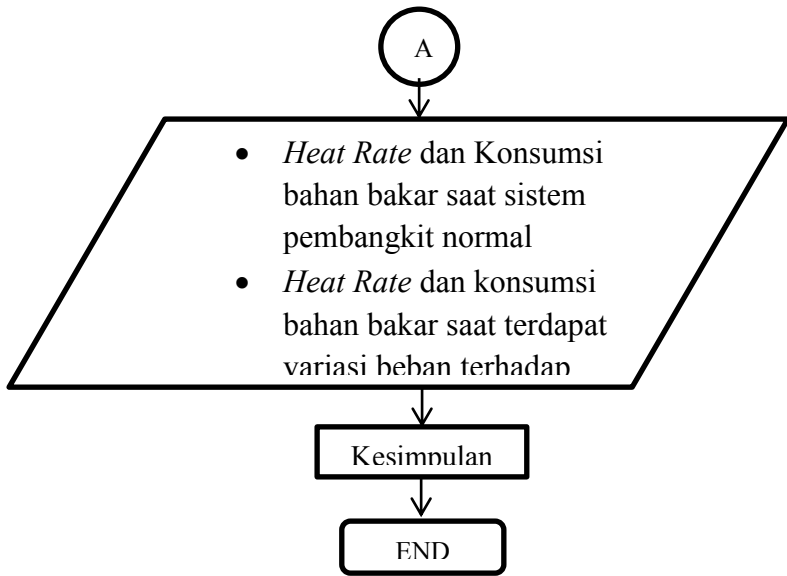 A
• Heat Rate dan Konsumsi
bahan bakar saat sistem
pembangkit normal
• Heat Rate dan konsumsi
bahan bakar saat terdapat
variasi beban terhadap
Kesimpulan
END